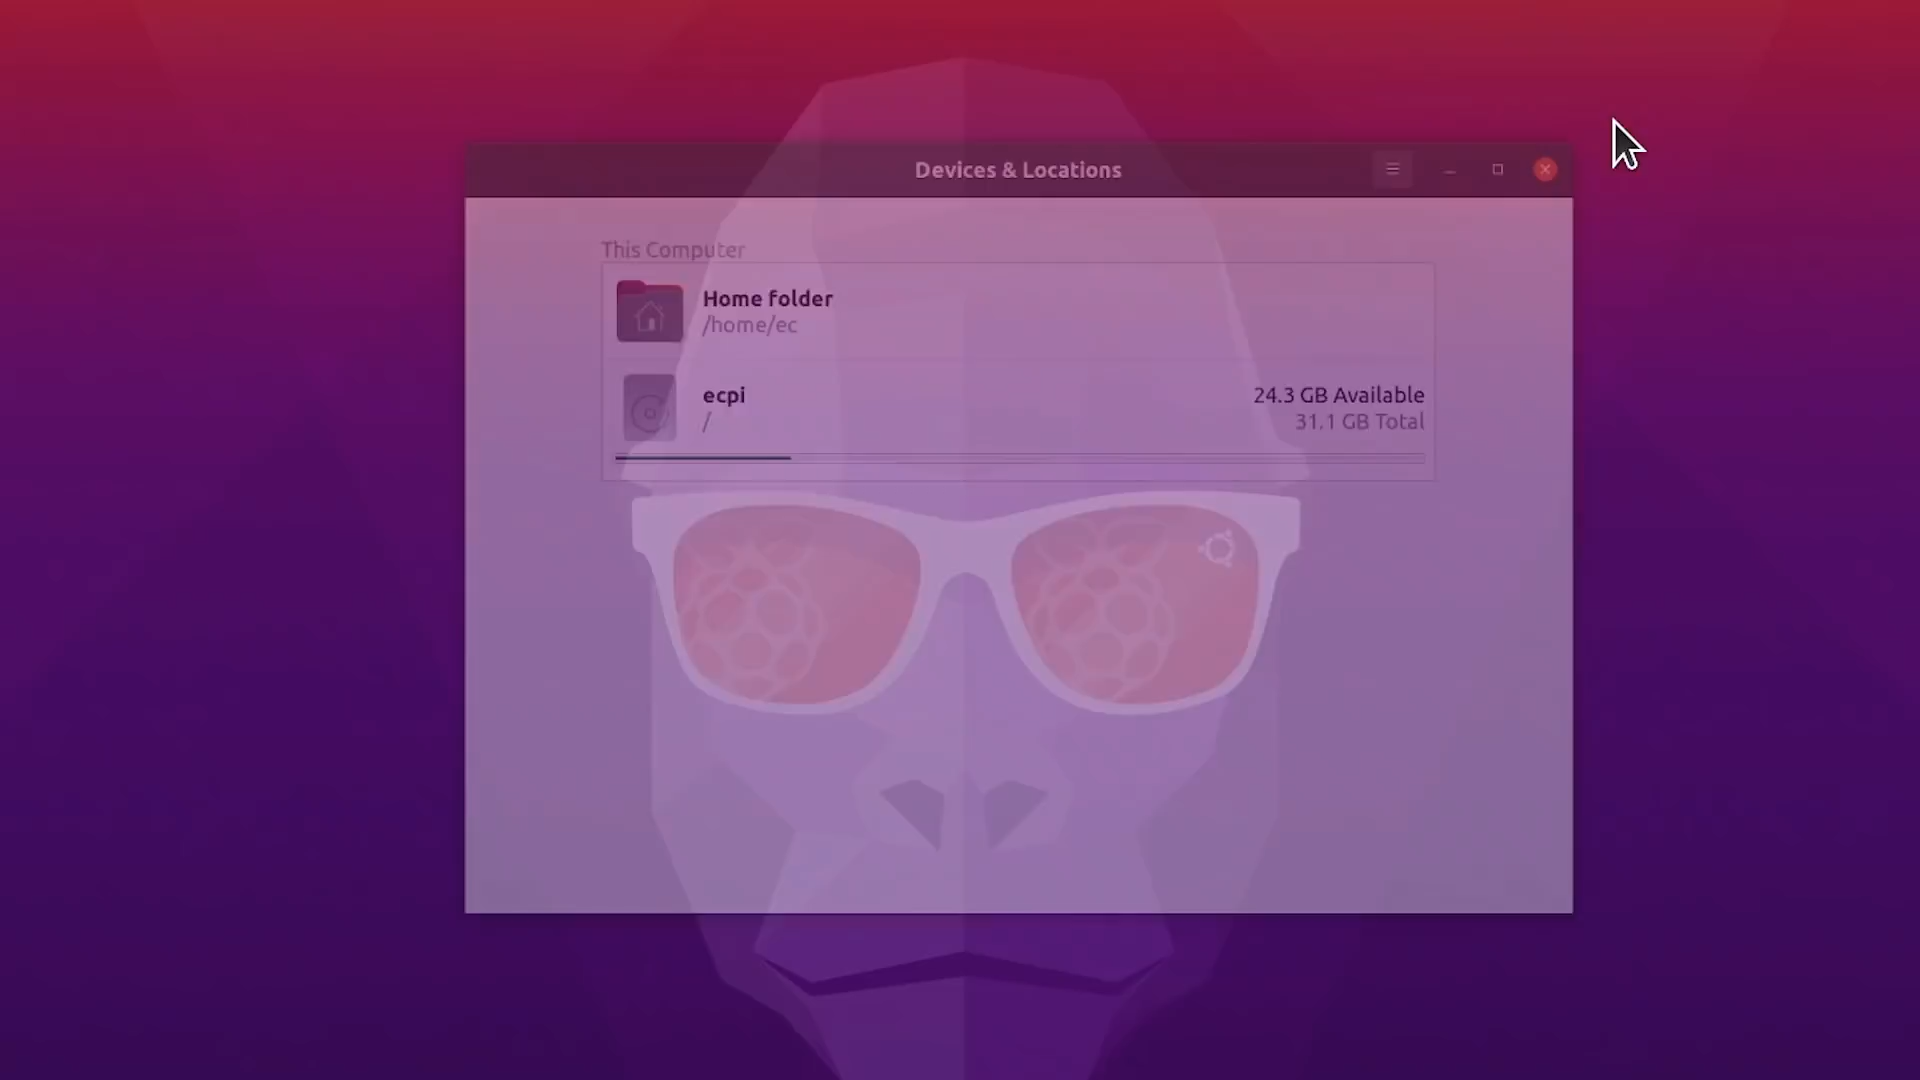 Devices & Locations
This Computer
Home folder
/home/ec
ecpi
24.3 GB Available
/
31.1 GB Total